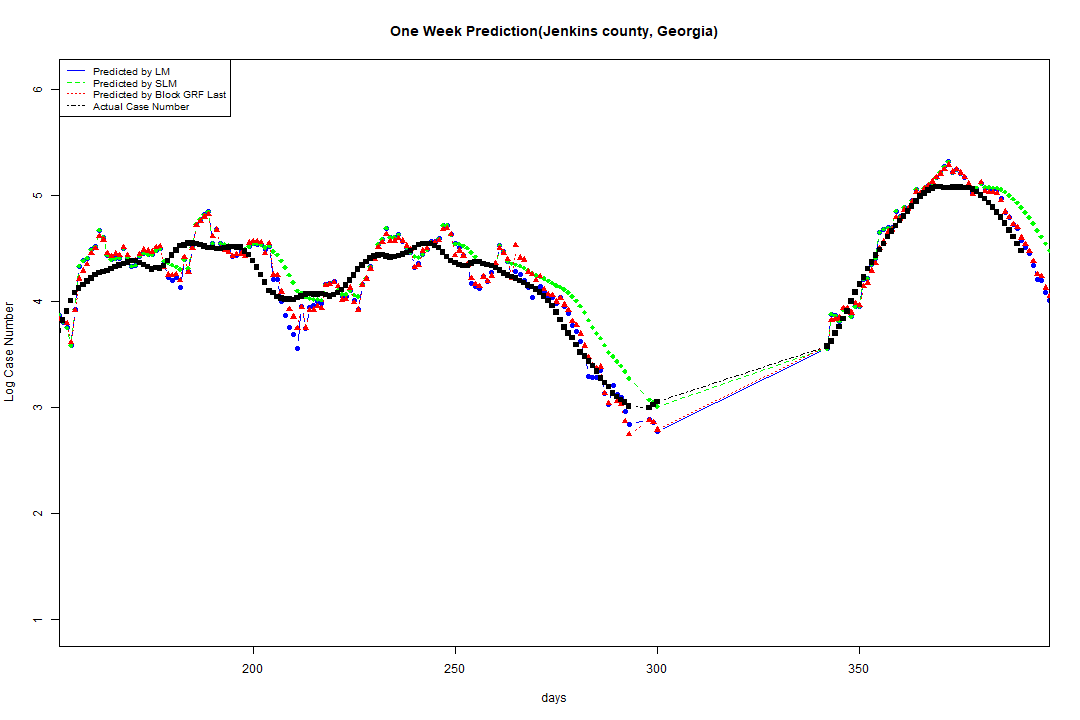 One Week Prediction(Jenkins county, Georgia)
Predicted by LM
Predicted by SLM
Predicted by Block GRF Last
Actual Case Number
6
5
4
3
2
1
Log Case Number
200
250
300
350
days